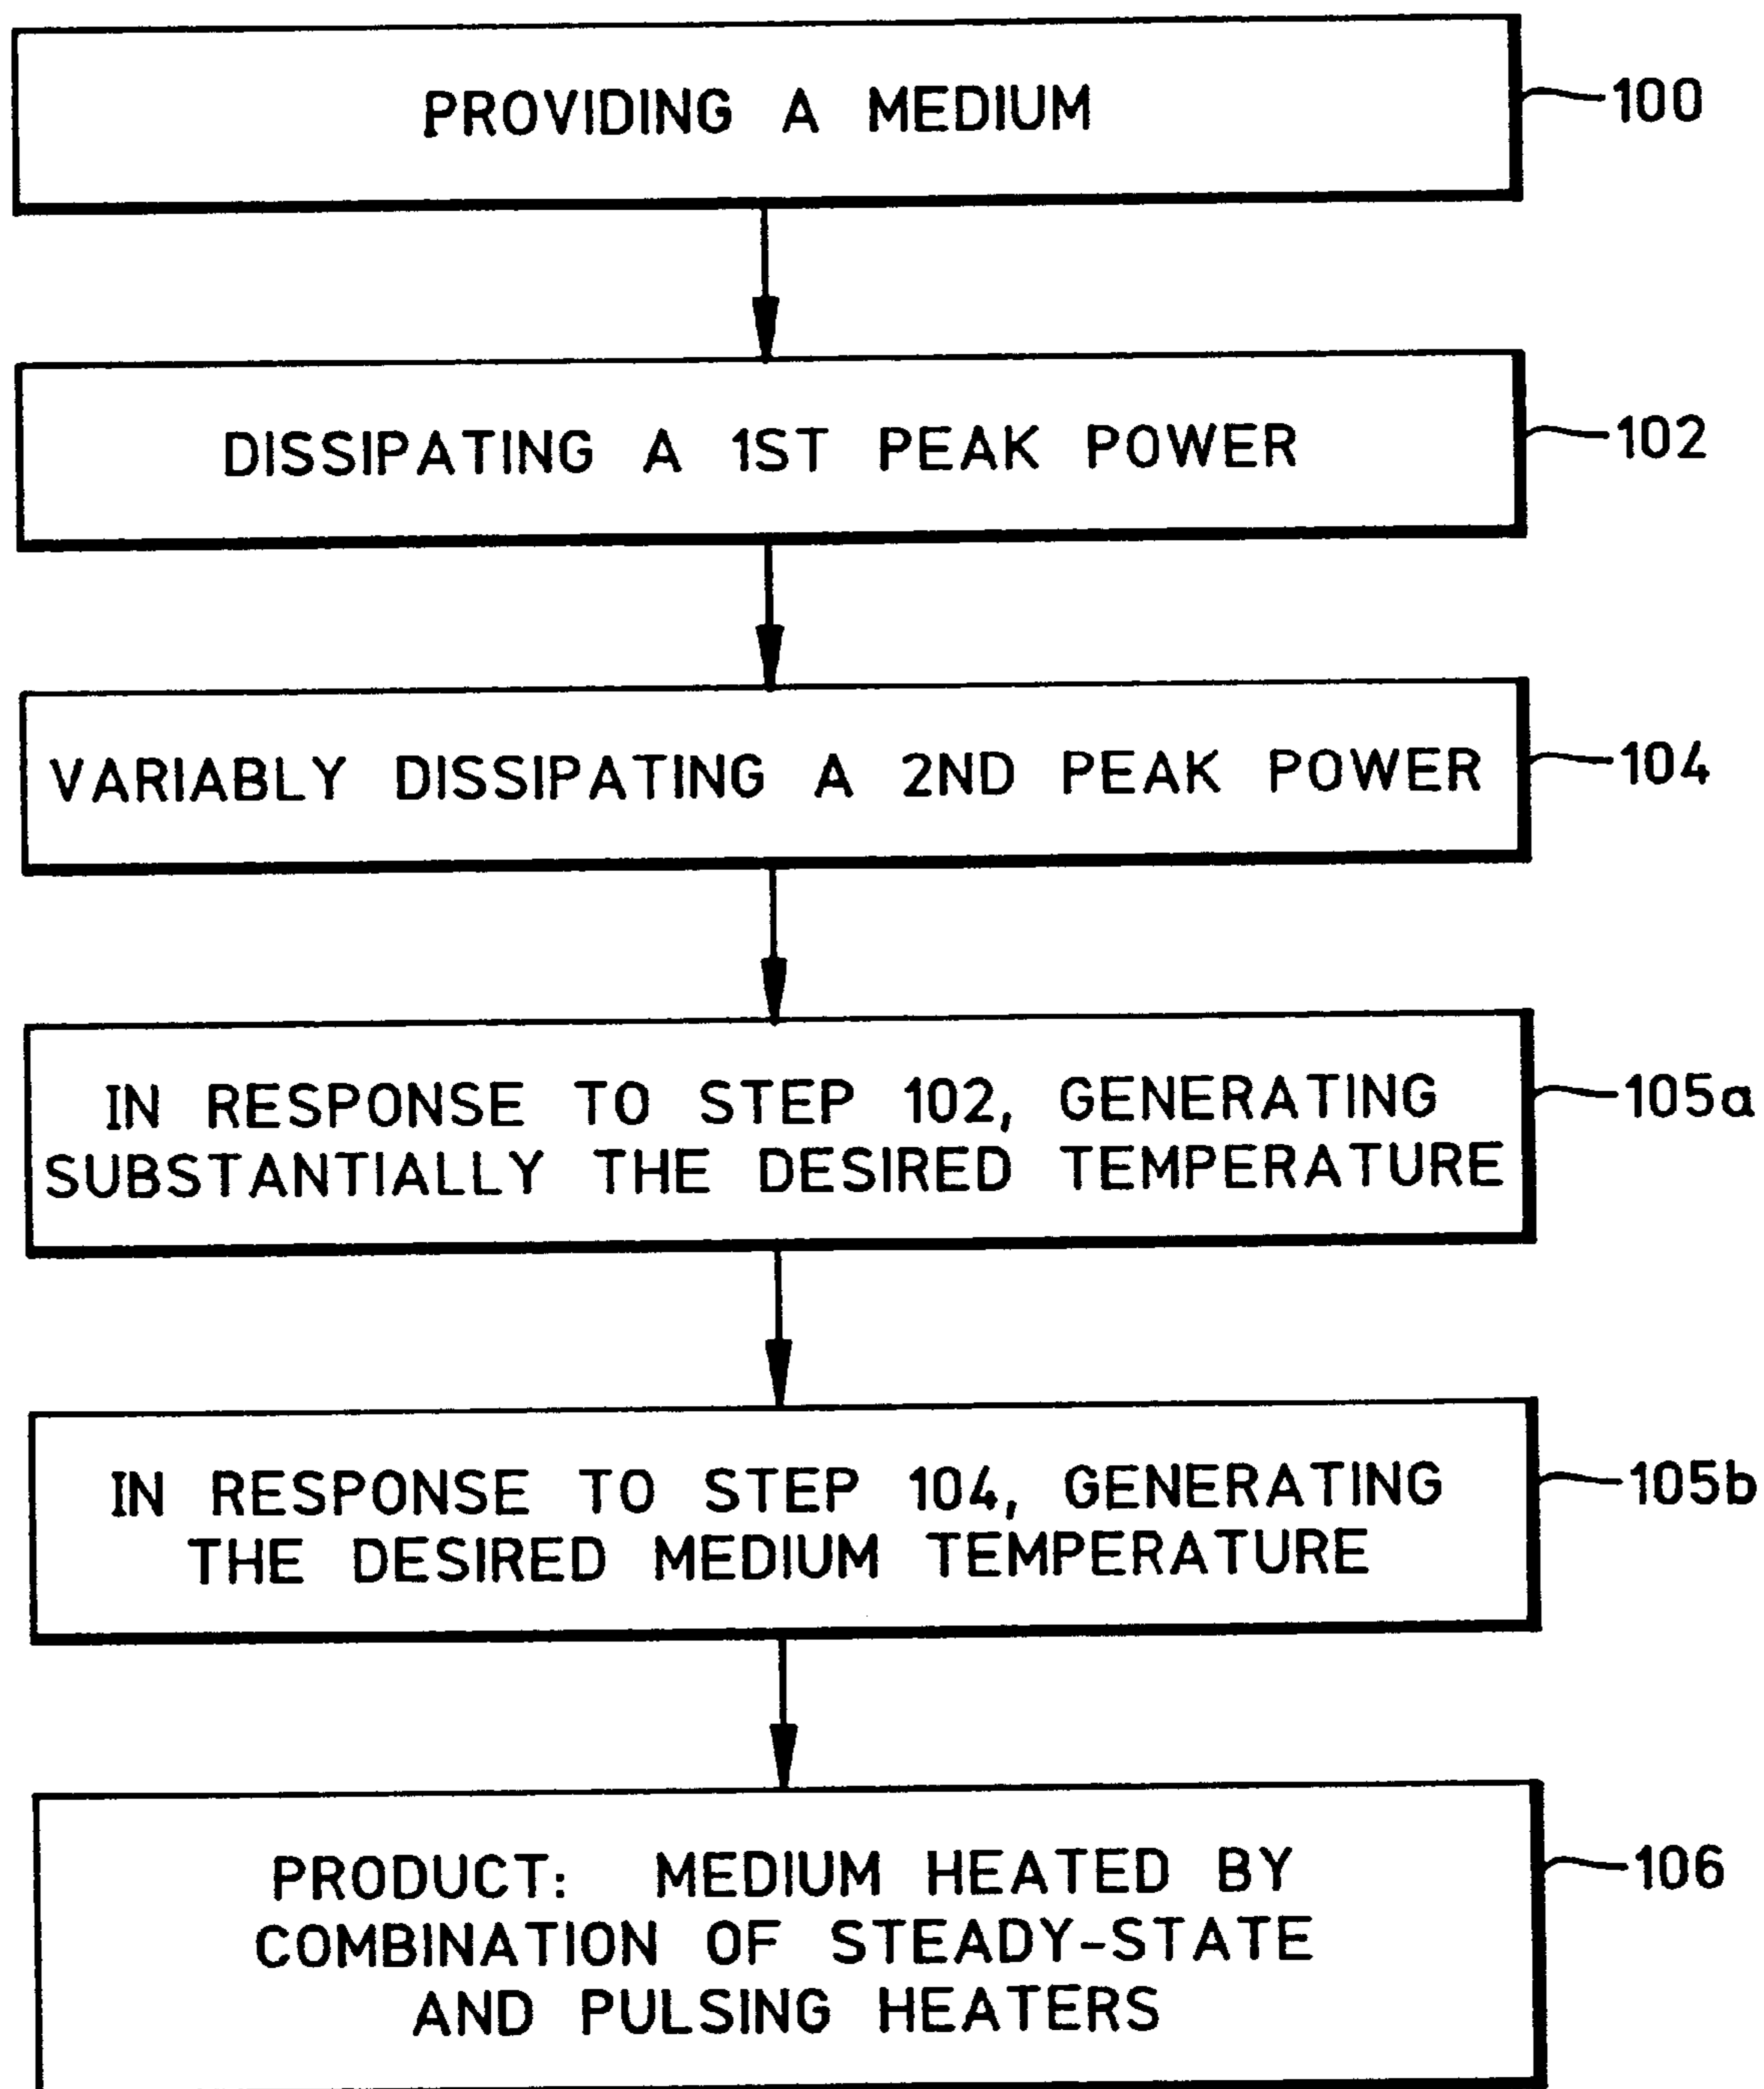 PROVIDING A MEDIUM
100
DISSIPATING A 1ST PEAK POWER
102
VARIABLY DISSIPATING A 2ND PEAK POWER
104
IN RESPONSE TO STEP 102, GENERATING
SUBSTANTIALLY THE DESIRED TEMPERATURE
105a
IN RESPONSE TO STEP 104, GENERATING
THE DESIRED MEDIUM TEMPERATURE
105b
PRODUCT: MEDIUM HEATED BY
COMBINATION OF STEADY-STATE
AND PULSING HEATERS
106